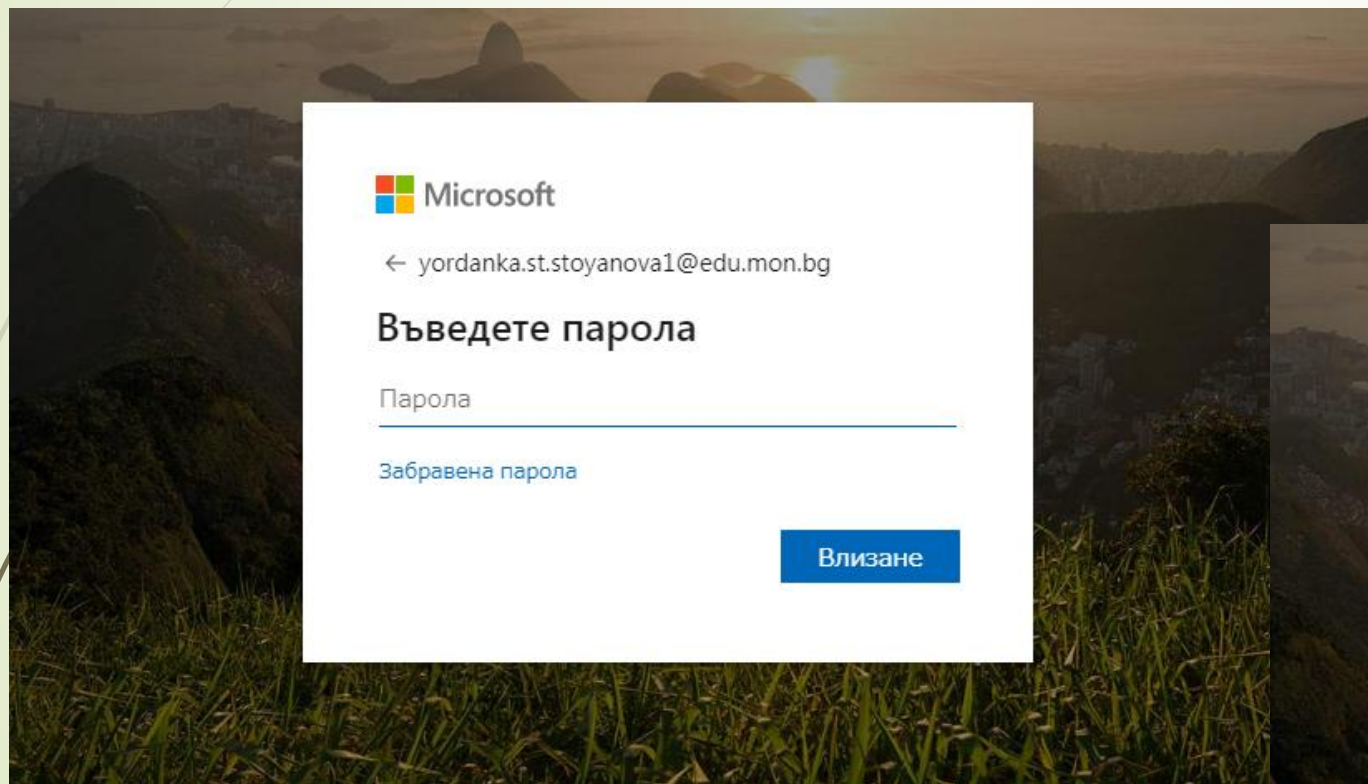 Microsoft
← yordanka.st.stoyanova1@edu.mon.bg
Въведете парола
Парола
Забравена парола
Влизане